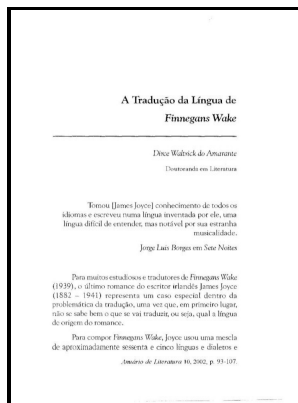 A Tradução da Língua de
Finnegans Wake
Dirce Waltrick do Amarante
Doutoranda em Literatura
Tomou [James Joyce] conhecimento de todos os
idiomas e escreveu numa língua inventada por ele, uma
língua difícil de entender, mas notável por sua estranha
musicalidade.
Jorge Luis Borges em Sete Noites
Para muitos estudiosos e tradutores de Finnegans Wake
(1939), o último romance do escritor irlandês James Joyce
(1882 – 1941) representa um caso especial dentro da
problemática da tradução, uma vez que, em primeiro lugar,
não se sabe bem o que se vai traduzir, ou seja, qual a língua
de origem do romance.
Para compor Finnegans Wake, Joyce usou uma mescla
de aproximadamente sessenta e cinco línguas e dialetos e
Anuário de Literatura 10, 2002, p. 93-107.